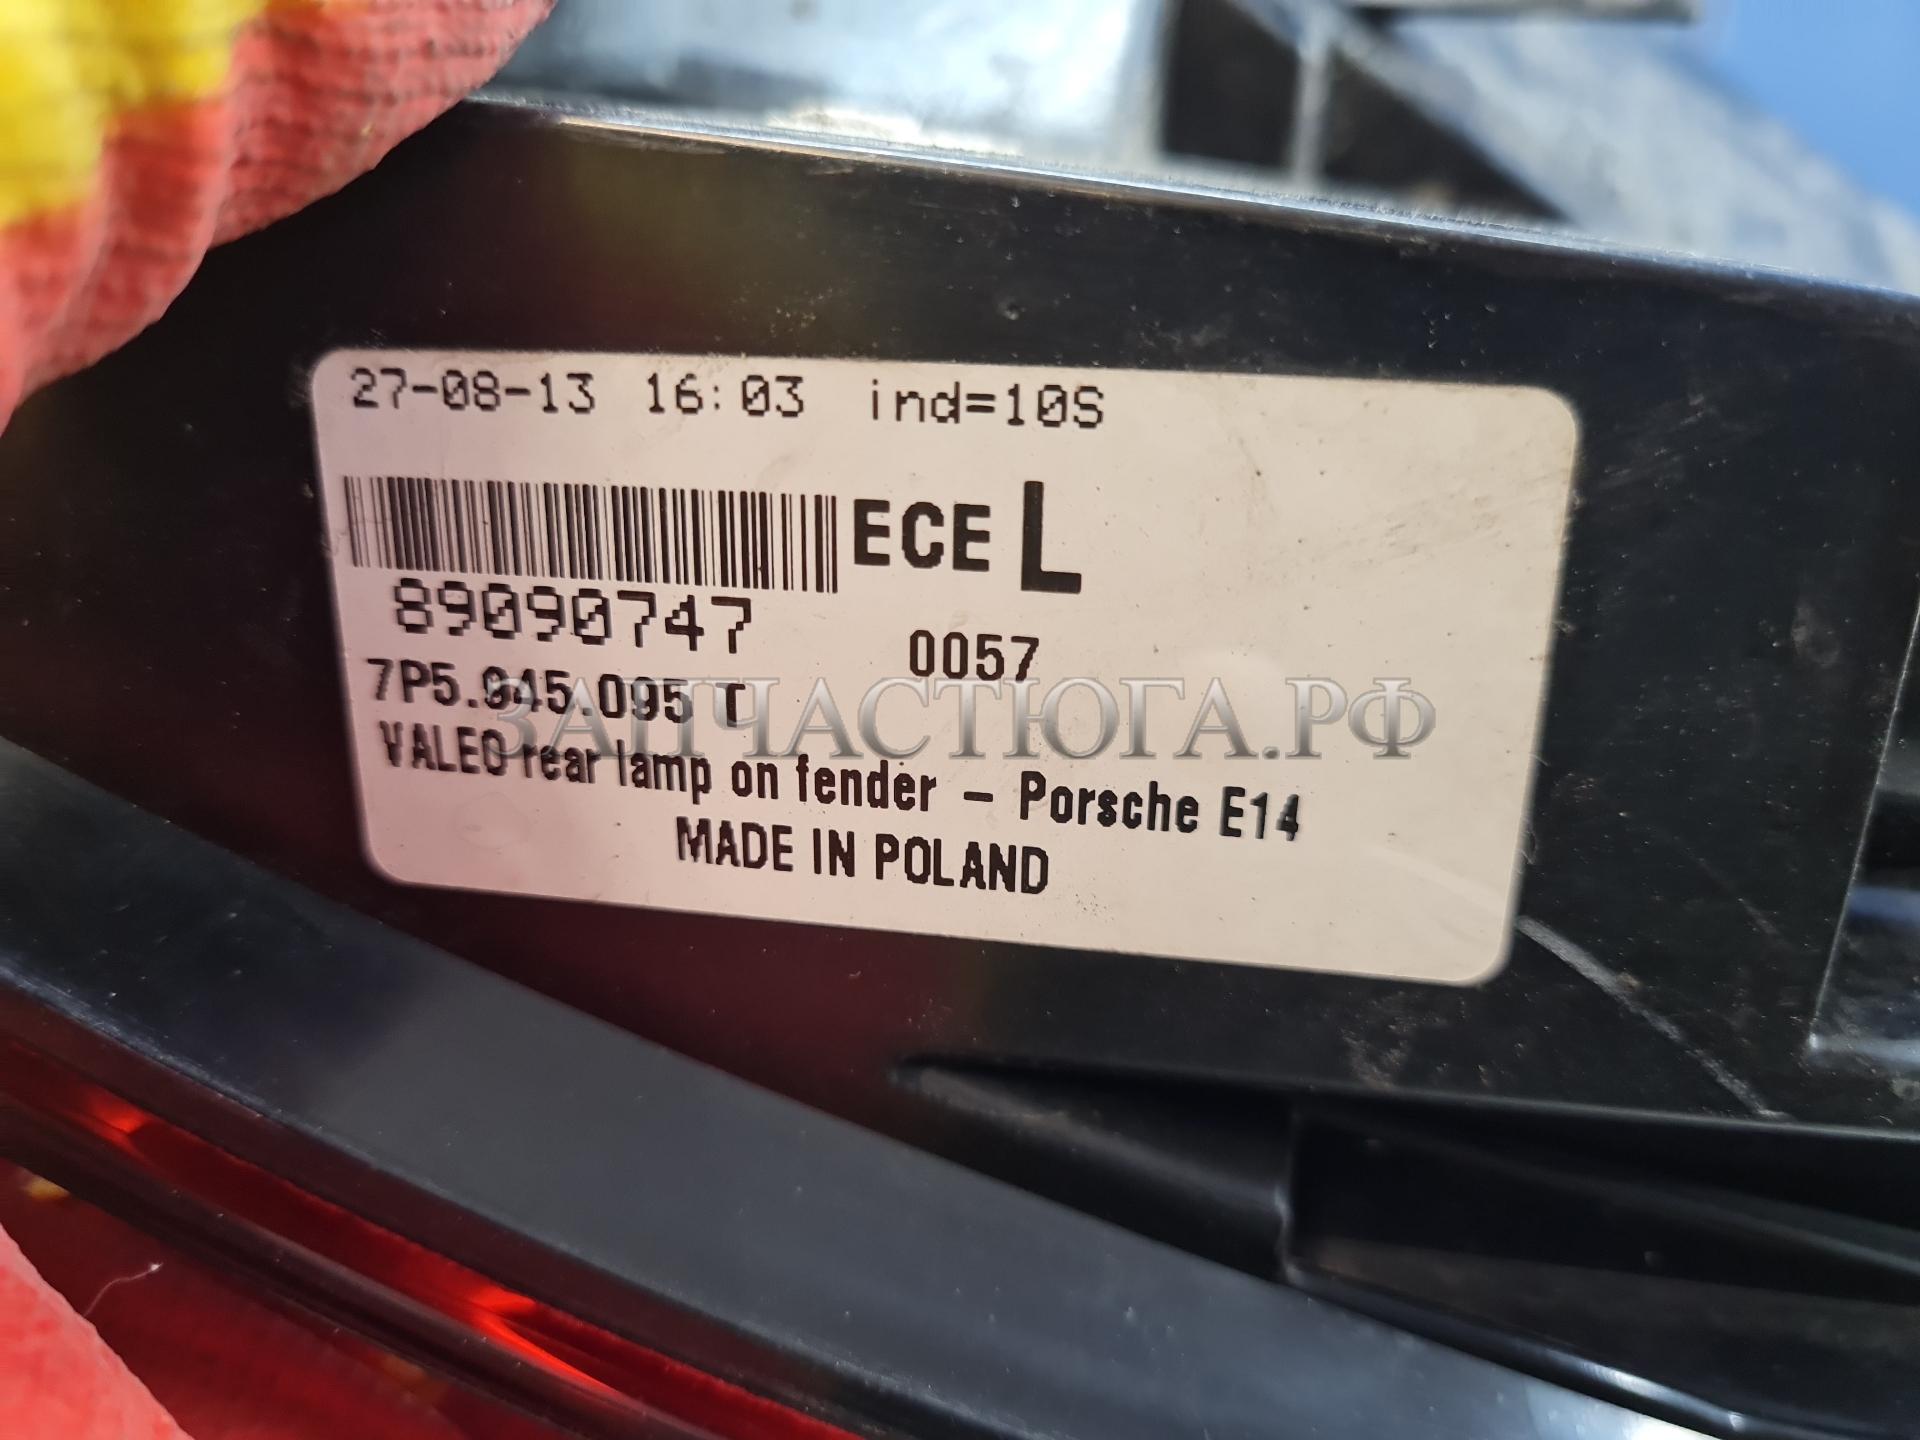 27-08-13 16:03 ind=10S
ECE L
89090747 0057
7P5.945.095 T
ЗАПЧАСТЮГА.РФ
VALEO rear lamp on fender – Porsche E14
MADE IN POLAND